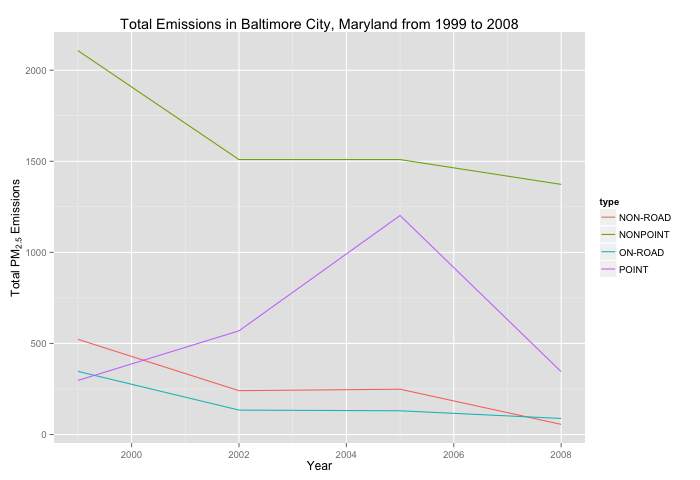 Total Emissions in Baltimore City, Maryland from 1999 to 2008
Total PM2.5 Emissions
2000
1500
1000
500
0
2000 2002 2004 2006 2008
Year
type
NON-ROAD
NONPOINT
ON-ROAD
POINT